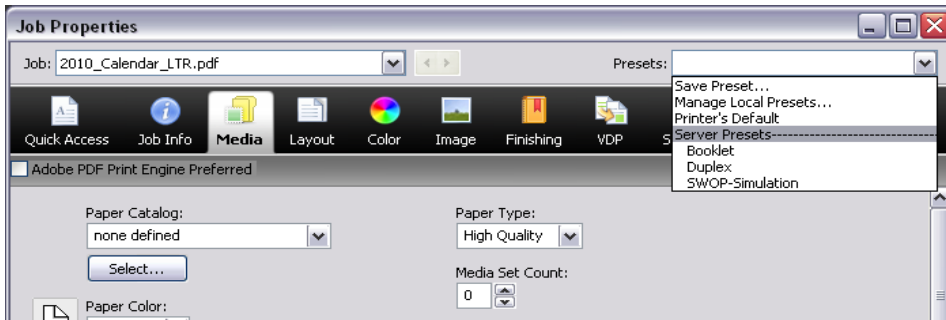 Job Properties
Job: 2010_Calendar_LTR.pdf Presets:
Save Preset...
Manage Local Presets...
Printer's Default
Server Presets--------------------------------
Booklet
Duplex
SWOP-Simulation
Quick Access Job Info Media Layout Color Image Finishing VDP S
Adobe PDF Print Engine Preferred
Paper Catalog: Paper Type:
none defined High Quality
Select... Media Set Count:
0
Paper Color: